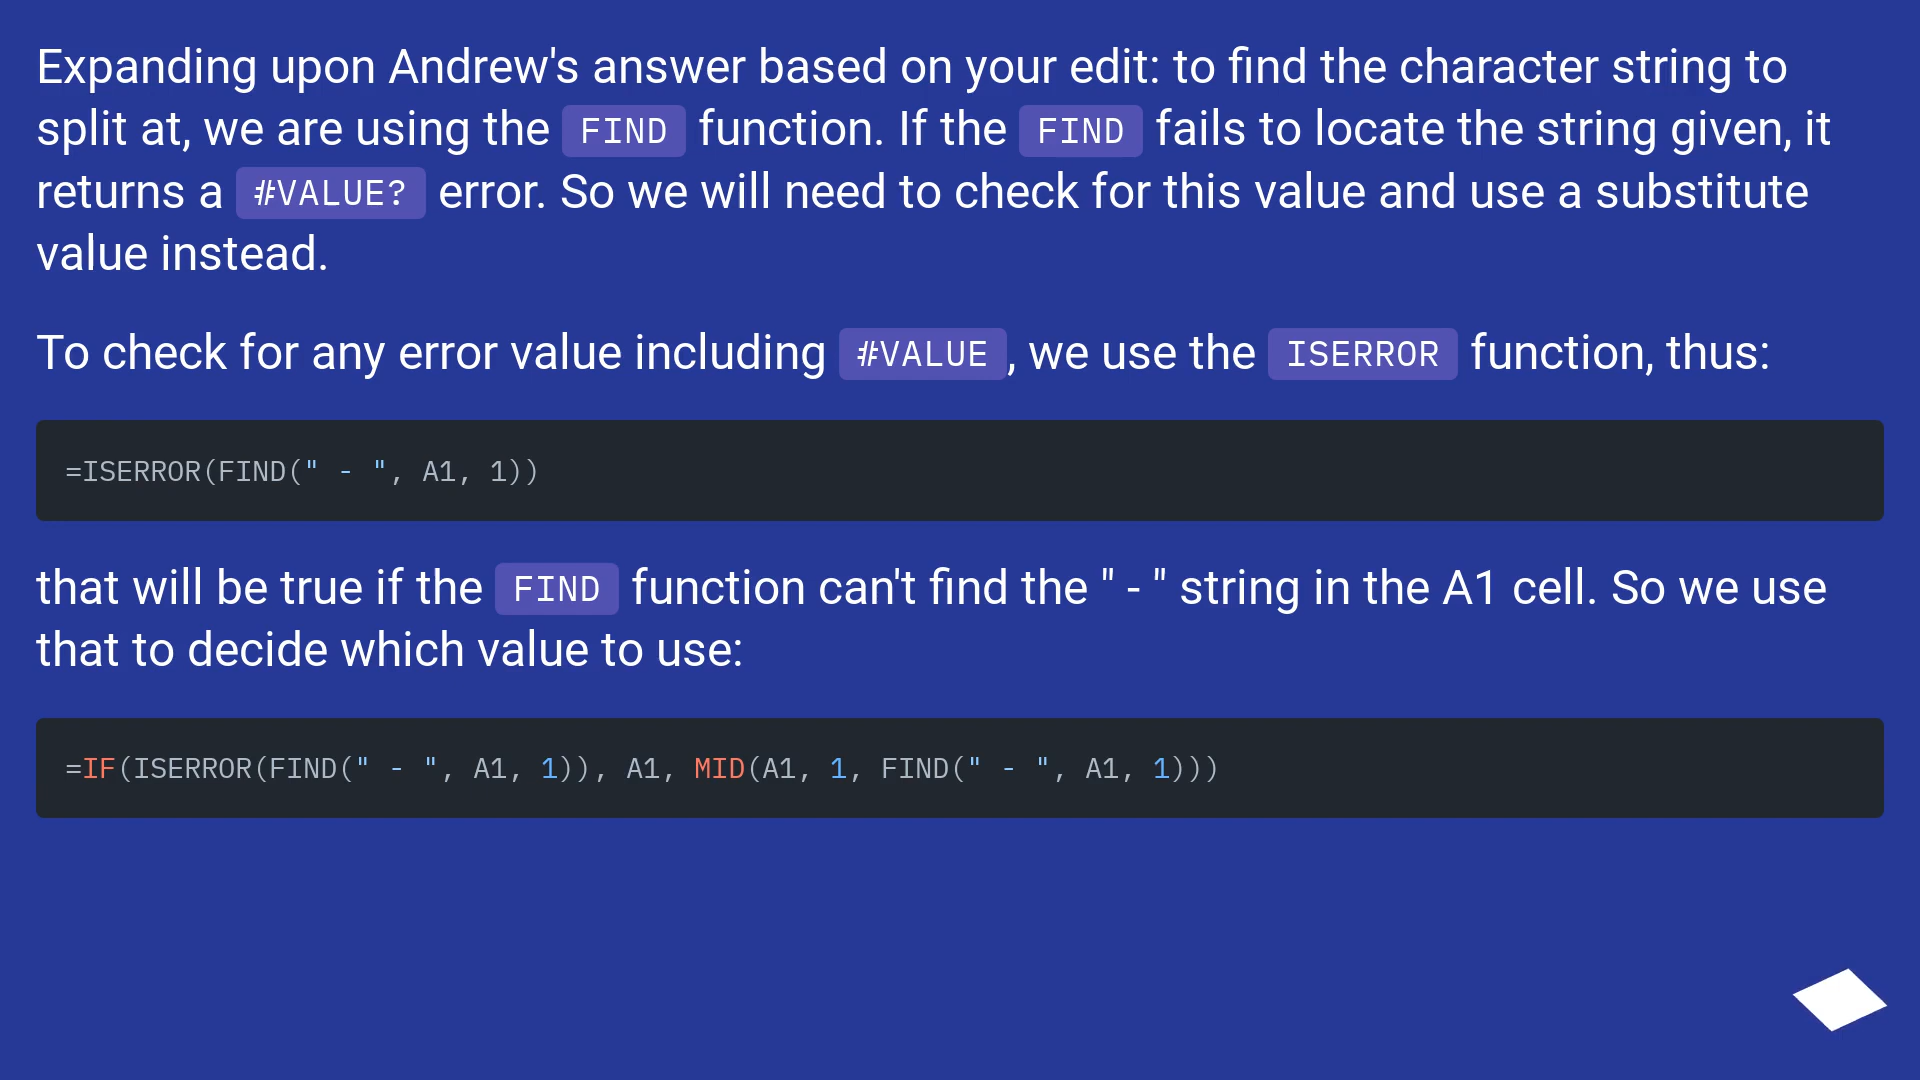 Expanding upon Andrew's answer based on your edit: to find the character string to
split at, we are using the FIND function. If the FIND fails to locate the string given, it
returns a #VALUE? error. So we will need to check for this value and use a substitute
value instead.
To check for any error value including #VALUE, we use the ISERROR function, thus:
=ISERROR(FIND(" - ", A1, 1))
that will be true if the FIND function can't find the " - " string in the A1 cell. So we use
that to decide which value to use:
=IF(ISERROR(FIND(" - ", A1, 1)), A1, MID(A1, 1, FIND(" - ", A1, 1)))